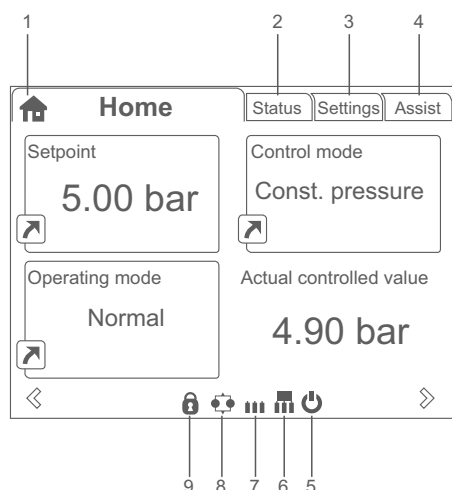 1 2 3 4
Home Status Settings Assist
Setpoint Control mode
5.00 bar Const. pressure
Operating mode Actual controlled value
Normal 4.90 bar
9 8 7 6 5